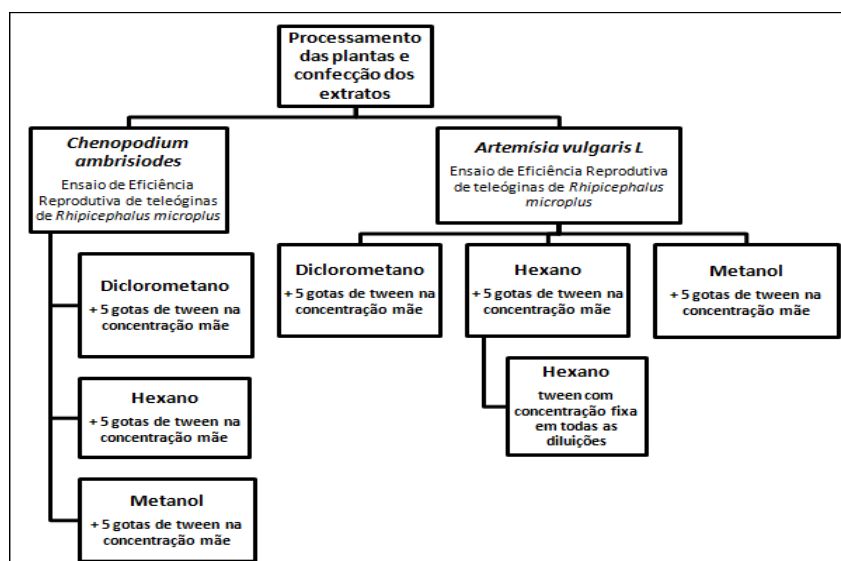 Processamento
das plantas e
confecção dos
extratos
Chenopodium
ambrisiodes
Ensaio de Eficiência
Reprodutiva de teleóginas
de Rhipicephalus microplus
Artemísia vulgaris L
Ensaio de Eficiência Reprodutiva
de teleóginas de Rhipicephalus
microplus
Diclorometano
+ 5 gotas de tween na
concentração mãe
Hexano
+ 5 gotas de tween na
concentração mãe
Metanol
+ 5 gotas de tween na
concentração mãe
Diclorometano
+ 5 gotas de tween na
concentração mãe
Hexano
+ 5 gotas de tween na
concentração mãe
Metanol
+ 5 gotas de tween na
concentração mãe
Hexano
tween com
concentração fixa
em todas as
diluições